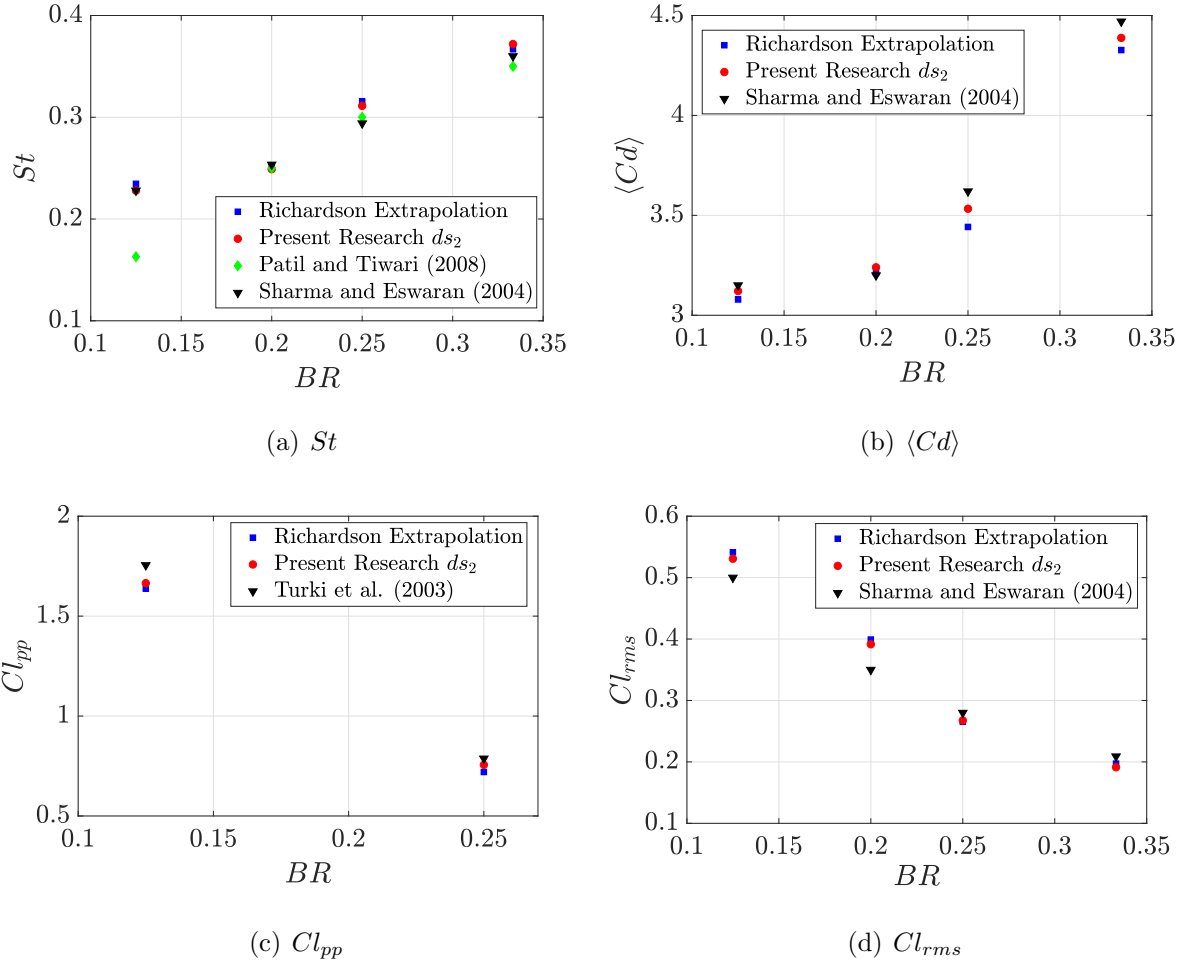 0.4
0.3
0.2
0.1
St
0.1 0.15 0.2 0.25 0.3 0.35
BR
Richardson Extrapolation
Present Research ds₂
Patil and Tiwari (2008)
Sharma and Eswaran (2004)
(a) St
4.5
4
3.5
3
⟨Cd⟩
0.1 0.15 0.2 0.25 0.3 0.35
BR
Richardson Extrapolation
Present Research ds₂
Sharma and Eswaran (2004)
(b) ⟨Cd⟩
2
1.5
1
0.5
Cl_pp
0.1 0.15 0.2 0.25
BR
Richardson Extrapolation
Present Research ds₂
Turki et al. (2003)
(c) Cl_pp
0.6
0.5
0.4
0.3
0.2
0.1
Cl_rms
0.1 0.15 0.2 0.25 0.3 0.35
BR
Richardson Extrapolation
Present Research ds₂
Sharma and Eswaran (2004)
(d) Cl_rms